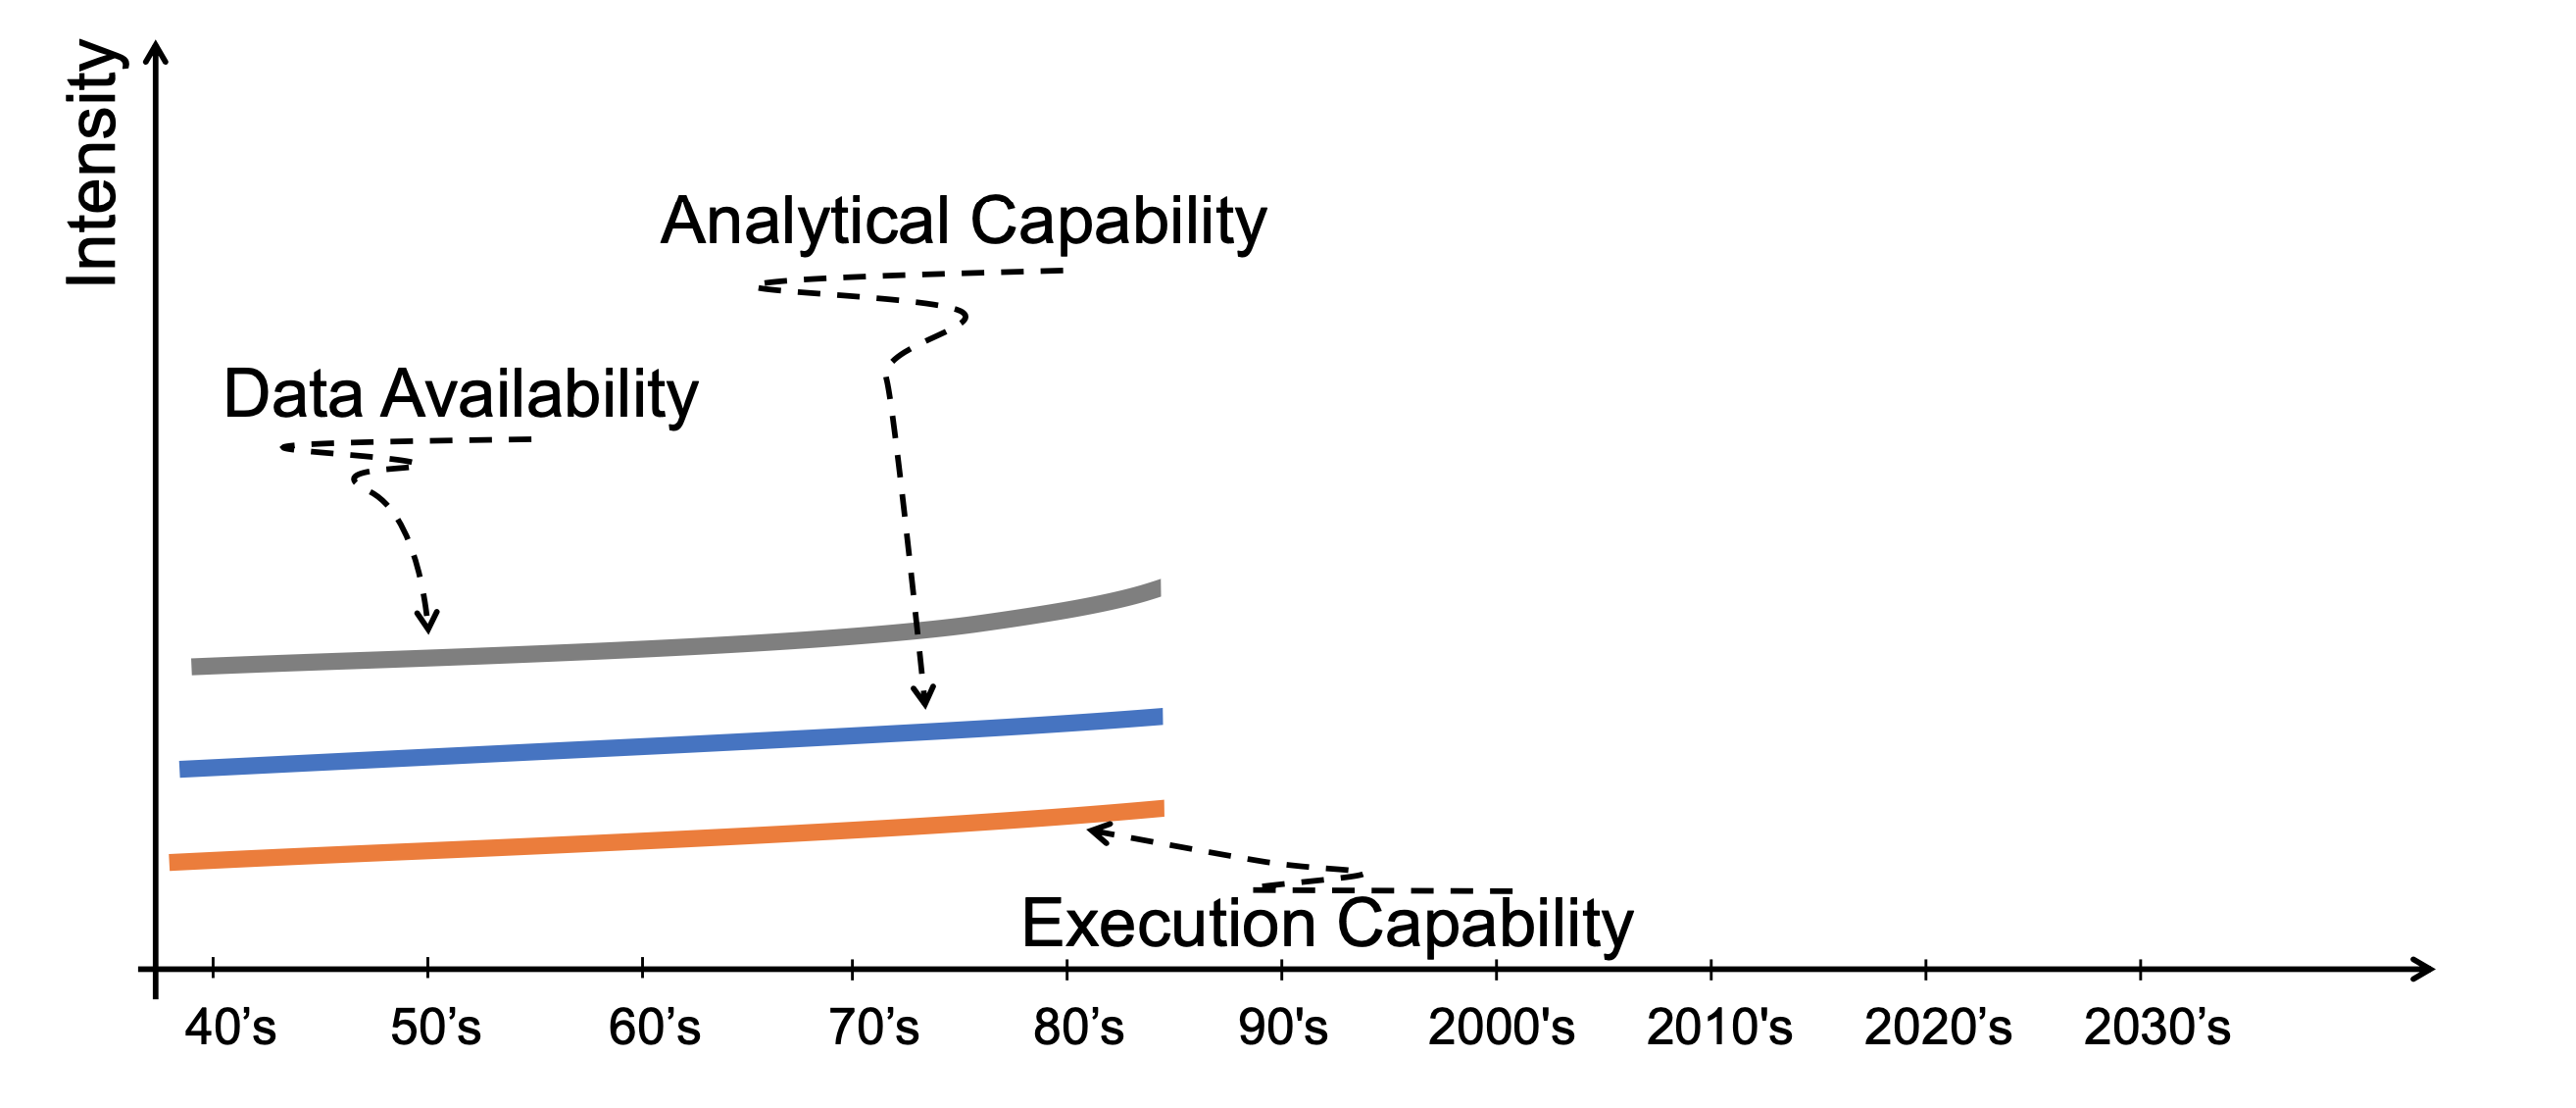 Intensity
Analytical Capability
Data Availability
Execution Capability
40’s
50’s
60’s
70’s
80’s
90's
2000's
2010's
2020’s
2030’s